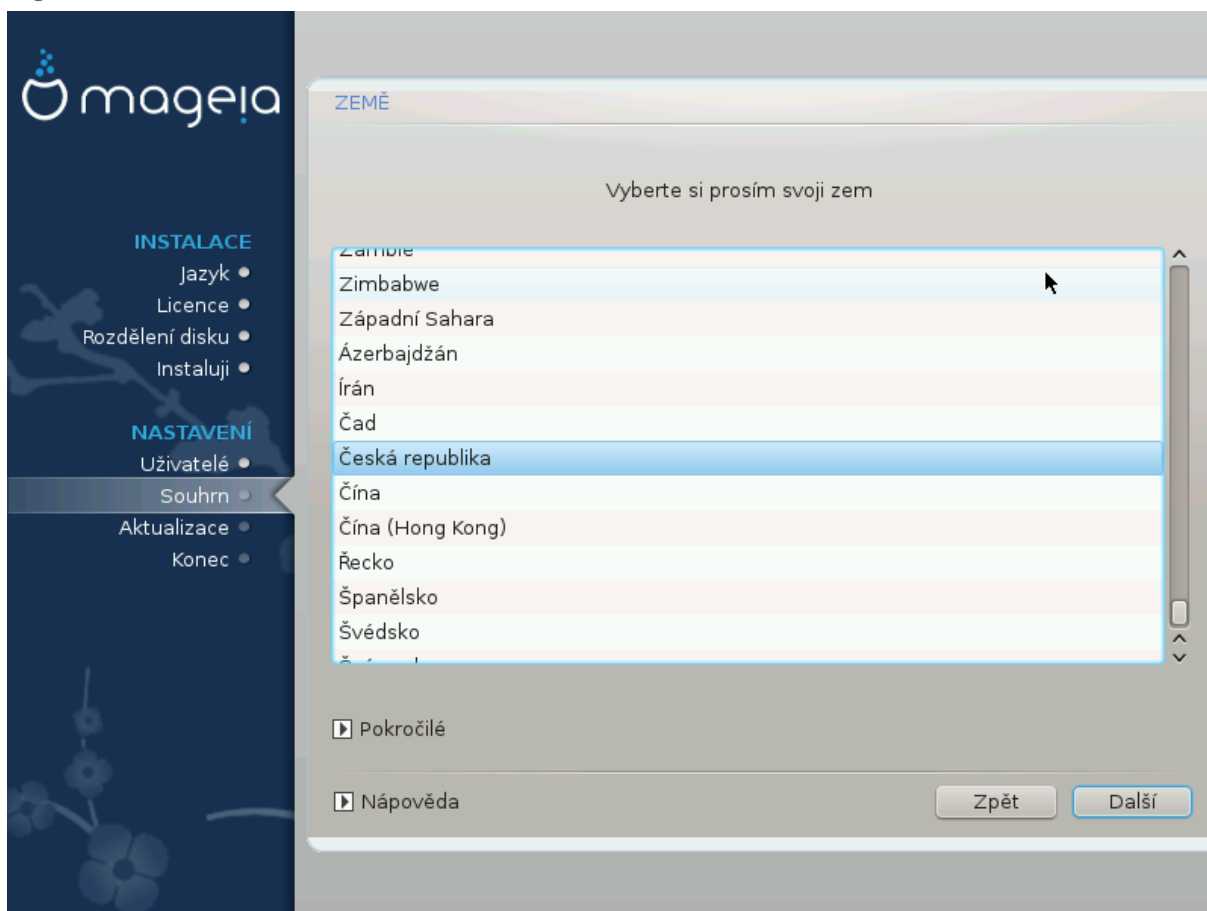 mageia
INSTALACE
Jazyk
Licence
Rozdělení disku
Instaluji
NASTAVENÍ
Uživatelé
Souhrn
Aktualizace
Konec
ZEMĚ
Vyberte si prosím svoji zem
Zambie
Zimbabwe
Západní Sahara
Ázerbajdžán
Írán
Čad
Česká republika
Čína
Čína (Hong Kong)
Řecko
Španělsko
Švédsko
Pokročilé
Nápověda
Zpět
Další